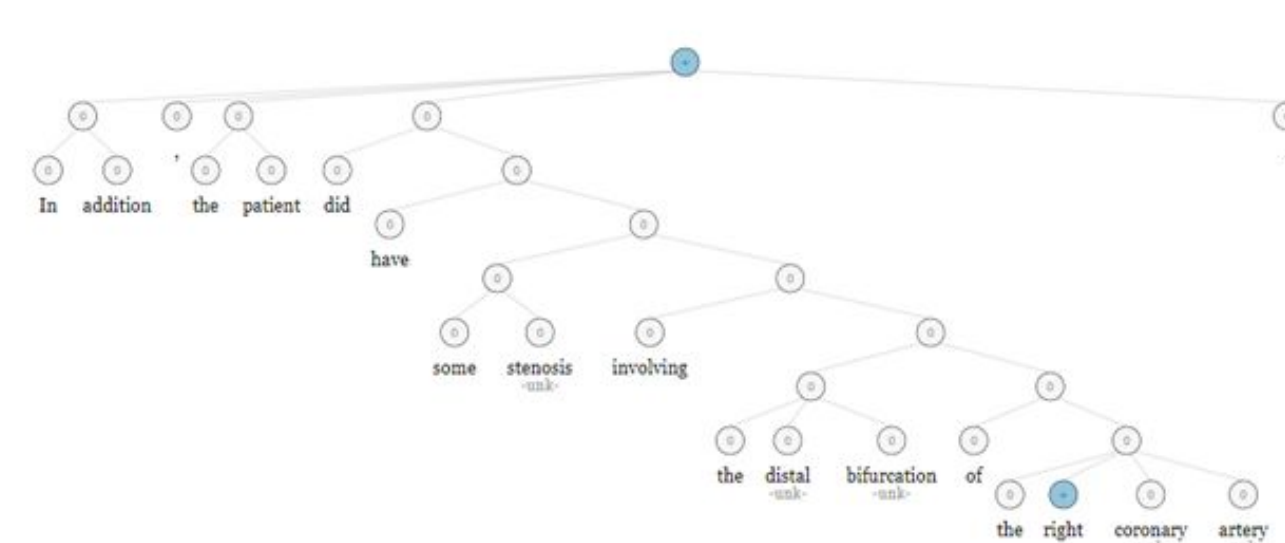 In addition , the patient did
have
some stenosis involving
-unk-
the distal bifurcation of
-unk- -unk-
the right coronary artery